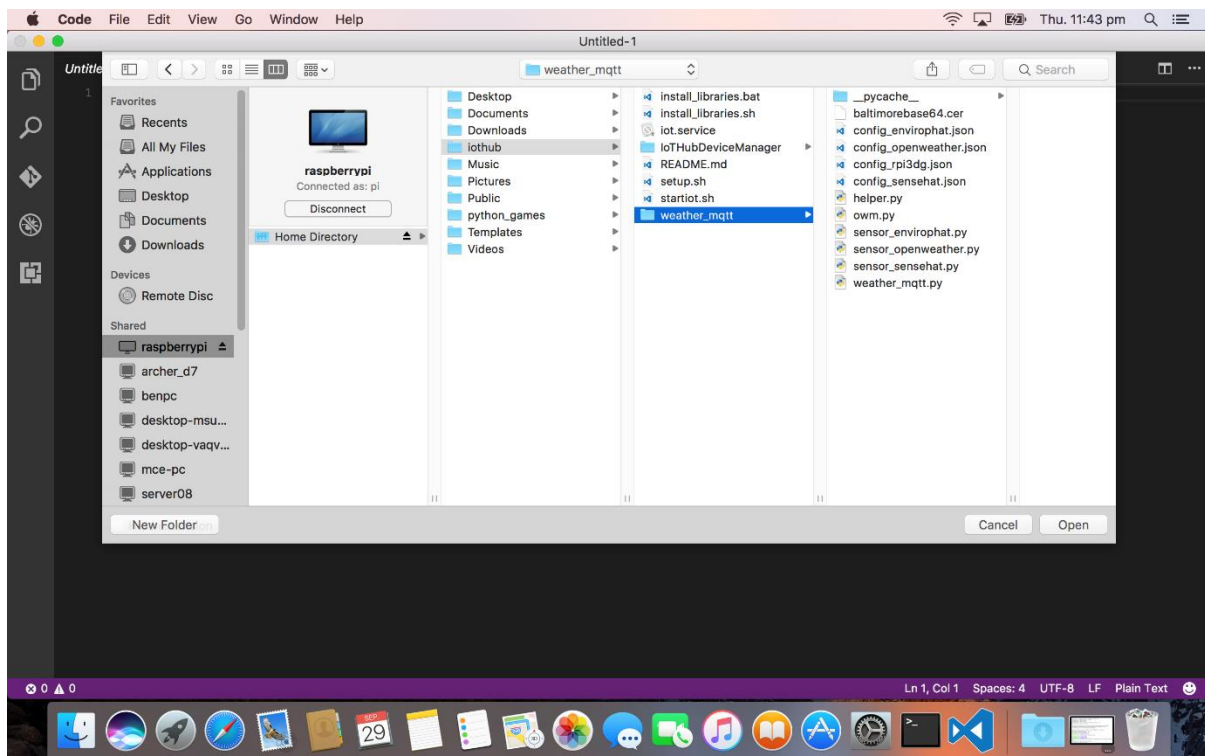 Code File Edit View Go Window Help Thu. 11:43 pm
Untitled-1
Untitle weather_mqtt Search
1
Favorites
Recents
All My Files
Applications
Desktop
Documents
Downloads
Devices
Remote Disc
Shared
raspberrypi
archer_d7
benpc
desktop-msu...
desktop-vaqv...
mce-pc
server08
raspberrypi
Connected as: pi
Disconnect
Home Directory
Desktop
Documents
Downloads
iothub
Music
Pictures
Public
python_games
Templates
Videos
install_libraries.bat
install_libraries.sh
iot.service
IoTHubDeviceManager
README.md
setup.sh
startiot.sh
weather_mqtt
__pycache__
baltimorebase64.cer
config_envirophat.json
config_openweather.json
config_rpi3dg.json
config_sensehat.json
helper.py
owm.py
sensor_envirophat.py
sensor_openweather.py
sensor_sensehat.py
weather_mqtt.py
New Folder Cancel Open
0 0 Ln 1, Col 1 Spaces: 4 UTF-8 LF Plain Text
SEP
29